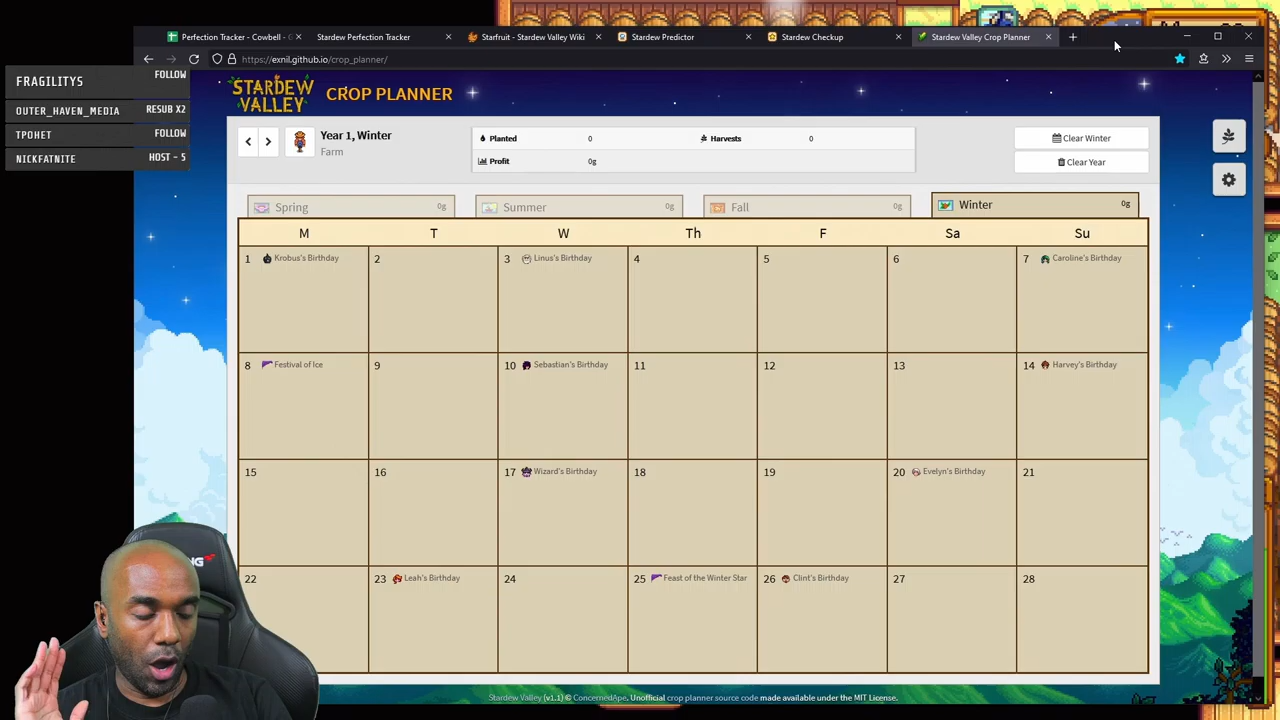 Perfection Tracker - Cowbell - G
Stardew Perfection Tracker
Starfruit - Stardew Valley Wiki
Stardew Predictor
Stardew Checkup
Stardew Valley Crop Planner
https://exnil.github.io/crop_planner/
FRAGILITYS FOLLOW
OUTER_HAVEN_MEDIA RESUB X2
TPOHET FOLLOW
NICKFATNITE HOST - 5
STARDEW
VALLEY
CROP PLANNER
Year 1, Winter
Farm
Planted 0 Harvests 0
Profit 0g
Clear Winter
Clear Year
Spring 0g
Summer 0g
Fall 0g
Winter 0g
M T W Th F Sa Su
1 Krobus's Birthday 2 3 Linus's Birthday 4 5 6 7 Caroline's Birthday
8 Festival of Ice 9 10 Sebastian's Birthday 11 12 13 14 Harvey's Birthday
15 16 17 Wizard's Birthday 18 19 20 Evelyn's Birthday 21
22 23 Leah's Birthday 24 25 Feast of the Winter Star 26 Clint's Birthday 27 28
Stardew Valley (v1.1) © ConcernedApe. Unofficial crop planner source code made available under the MIT License.